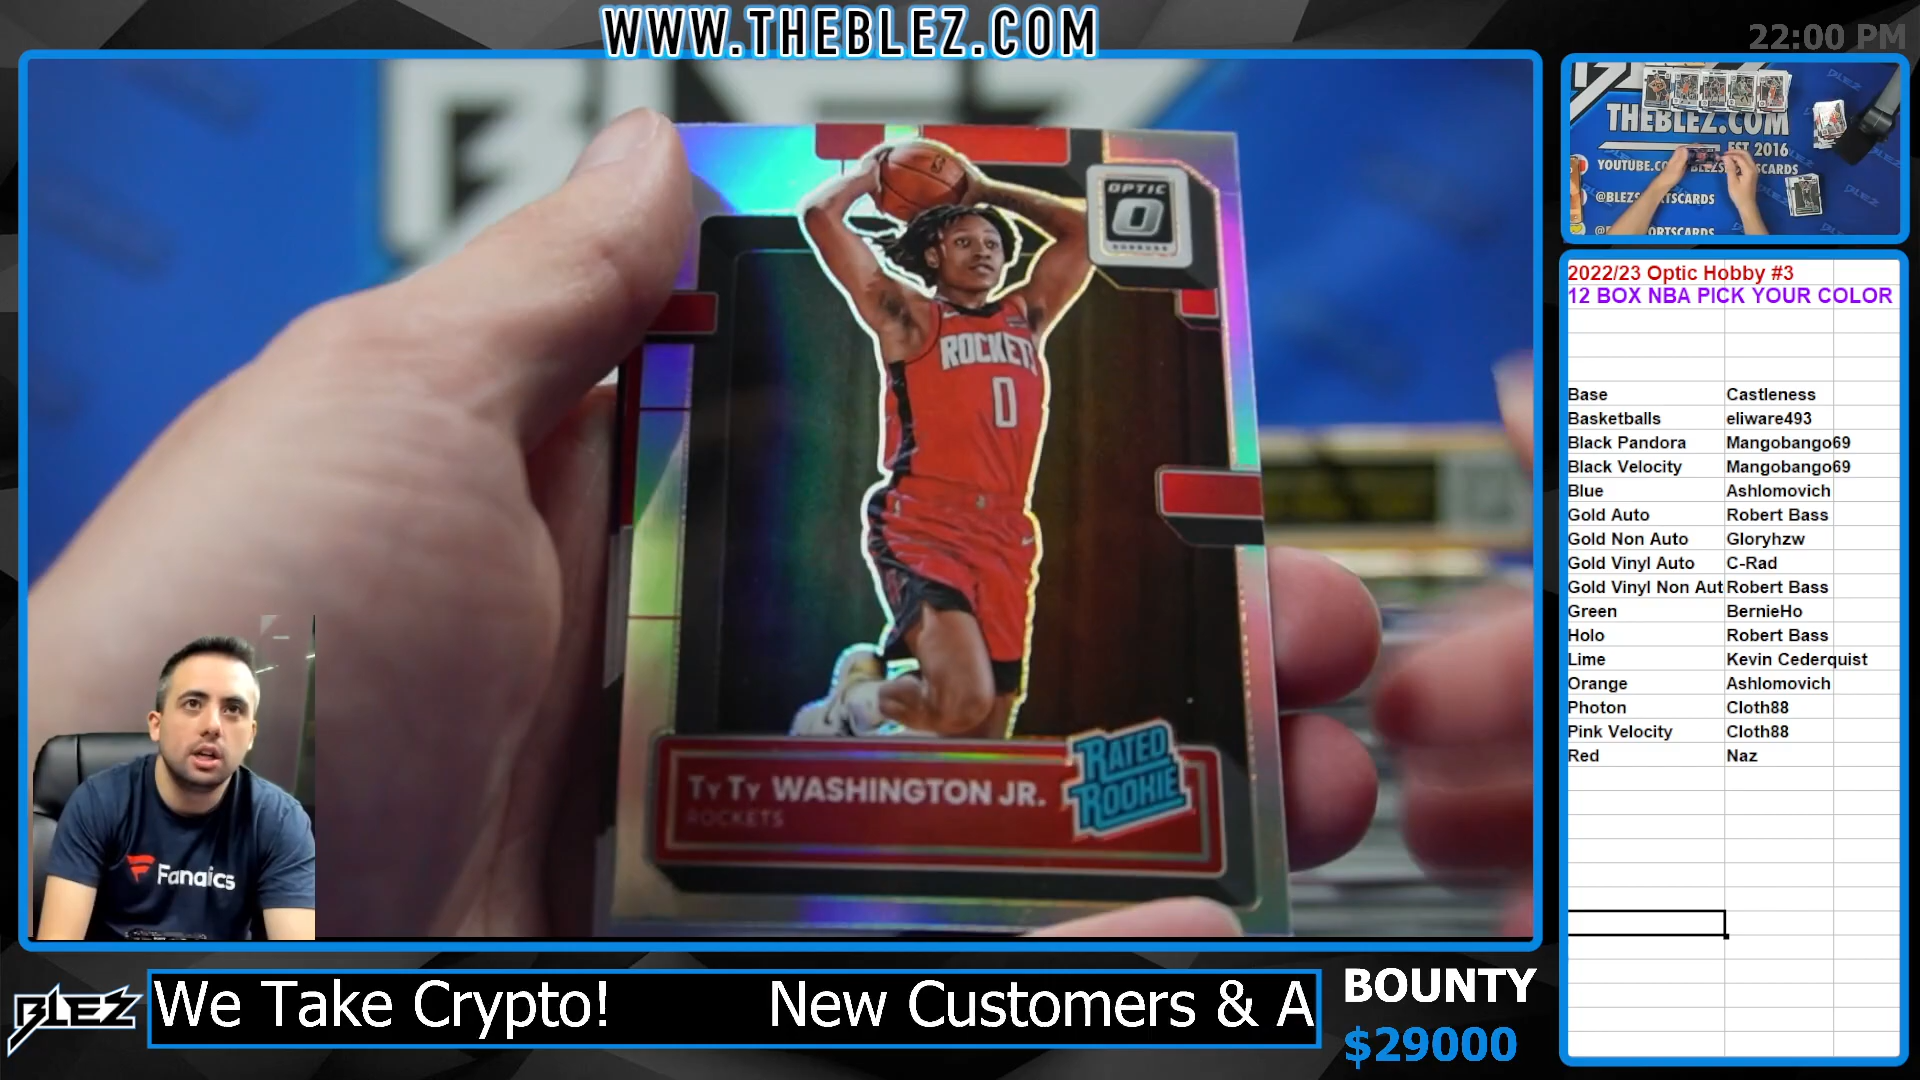 WWW.THEBLEZ.COM
22:00 PM
BLEZ
THEBLEZ.COM
EST 2016
@BLEZ
OPTIC
ROCKETS
0
Ty Ty WASHINGTON JR.
ROCKETS
RATED
ROOKIE
Fanaics
2022/23 Optic Hobby #3
12 BOX NBA PICK YOUR COLOR
Base Castleness
Basketballs eliware493
Black Pandora Mangobango69
Black Velocity Mangobango69
Blue Ashlomovich
Gold Auto Robert Bass
Gold Non Auto Gloryhzw
Gold Vinyl Auto C-Rad
Gold Vinyl Non Aut Robert Bass
Green BernieHo
Holo Robert Bass
Lime Kevin Cederquist
Orange Ashlomovich
Photon Cloth88
Pink Velocity Cloth88
Red Naz
BLEZ
We Take Crypto! New Customers & A
BOUNTY
$29000